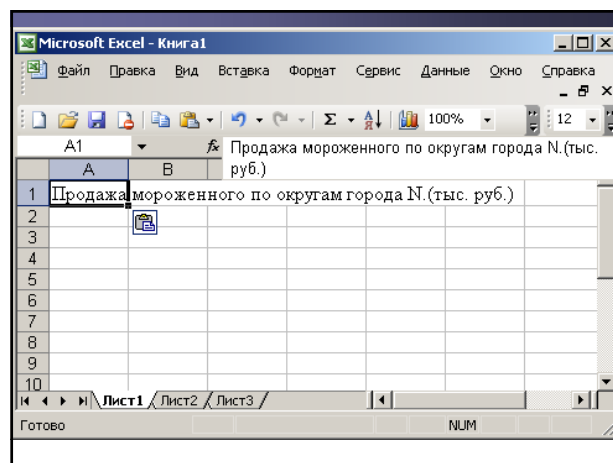 Microsoft Excel - Книга1
Файл Правка Вид Вставка Формат Сервис Данные Окно Справка
Σ А Я 100% 12
A1 fx Продажа мороженного по округам города N.(тыс.
руб.)
A B
1 Продажа мороженного по округам города N.(тыс. руб.)
2
3
4
5
6
7
8
9
10
Лист1 Лист2 Лист3
Готово NUM